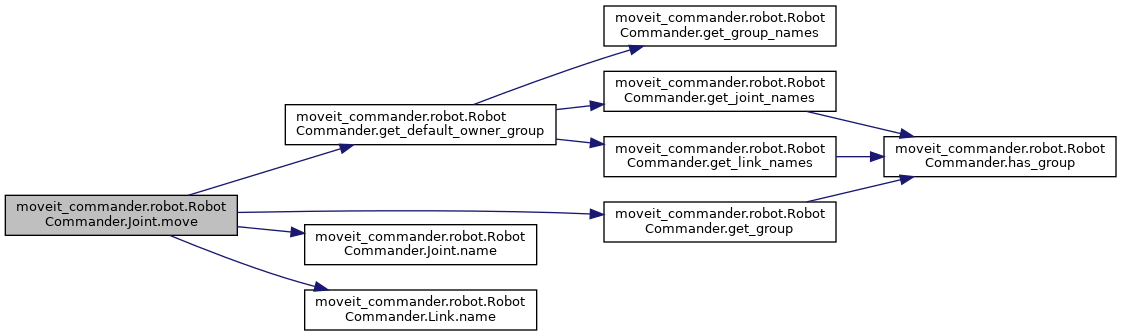 moveit_commander.robot.Robot
Commander.get_group_names
moveit_commander.robot.Robot
Commander.get_joint_names
moveit_commander.robot.Robot
Commander.get_default_owner_group
moveit_commander.robot.Robot
Commander.get_link_names
moveit_commander.robot.Robot
Commander.has_group
moveit_commander.robot.Robot
Commander.Joint.move
moveit_commander.robot.Robot
Commander.get_group
moveit_commander.robot.Robot
Commander.Joint.name
moveit_commander.robot.Robot
Commander.Link.name